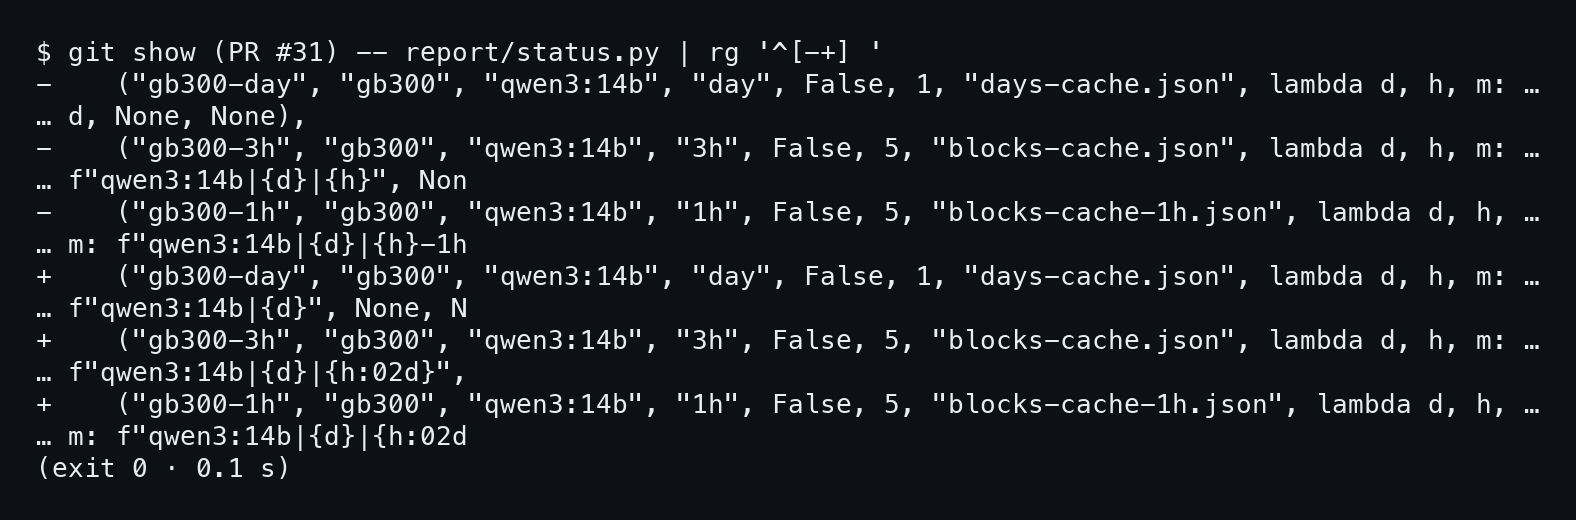 $ git show (PR #31) −− report/status.py | rg '^[−+] '
−    ("gb300−day", "gb300", "qwen3:14b", "day", False, 1, "days−cache.json", lambda d, h, m: …
… d, None, None),
−    ("gb300−3h", "gb300", "qwen3:14b", "3h", False, 5, "blocks−cache.json", lambda d, h, m: …
… f"qwen3:14b|{d}|{h}", Non
−    ("gb300−1h", "gb300", "qwen3:14b", "1h", False, 5, "blocks−cache−1h.json", lambda d, h, …
… m: f"qwen3:14b|{d}|{h}−1h
+    ("gb300−day", "gb300", "qwen3:14b", "day", False, 1, "days−cache.json", lambda d, h, m: …
… f"qwen3:14b|{d}", None, N
+    ("gb300−3h", "gb300", "qwen3:14b", "3h", False, 5, "blocks−cache.json", lambda d, h, m: …
… f"qwen3:14b|{d}|{h:02d}",
+    ("gb300−1h", "gb300", "qwen3:14b", "1h", False, 5, "blocks−cache−1h.json", lambda d, h, …
… m: f"qwen3:14b|{d}|{h:02d
(exit 0 · 0.1 s)